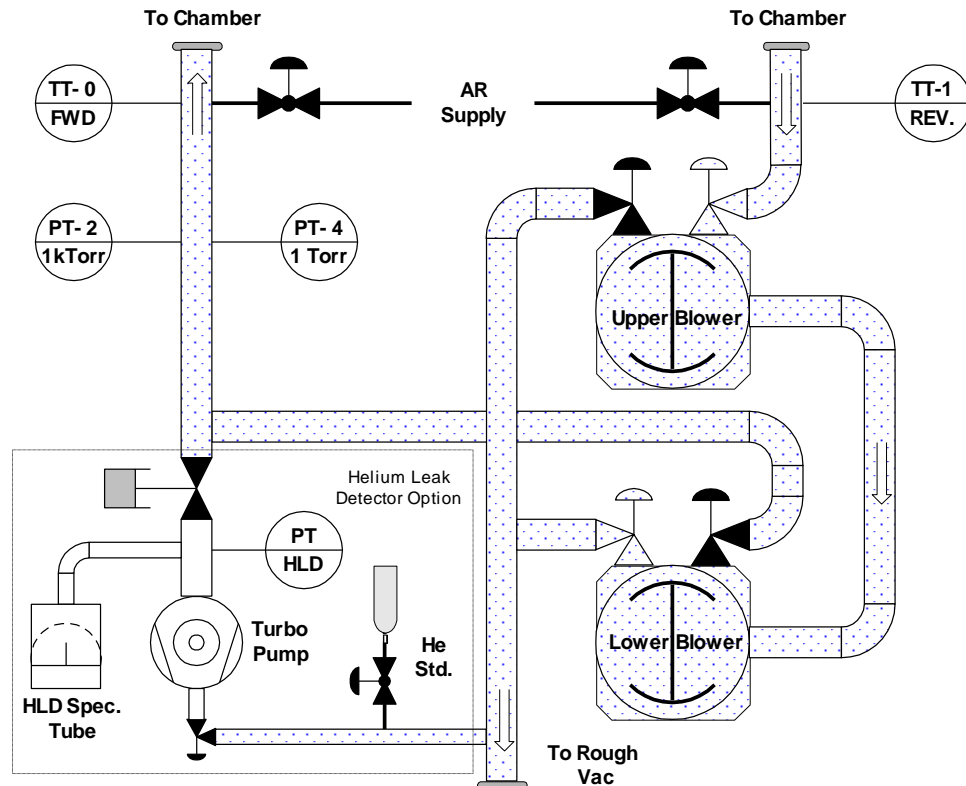 To Chamber
To Chamber
TT- 0
FWD
AR
Supply
TT-1
REV.
PT- 2
1kTorr
PT- 4
1 Torr
Upper Blower
Helium Leak
Detector Option
PT
HLD
Turbo
Pump
He
Std.
Lower Blower
HLD Spec.
Tube
To Rough
Vac